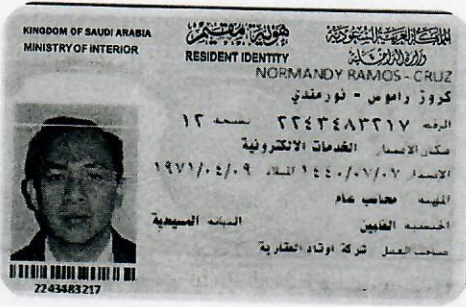 KINGDOM OF SAUDI ARABIA
MINISTRY OF INTERIOR
هوية مقيم
RESIDENT IDENTITY
المملكة العربية السعودية
وزارة الداخلية
NORMANDY RAMOS - CRUZ
كروز راموس - نورمندي
الرقم ٢٢٤٣٤٨٣٢١٧ نسخة ١٢
مكان الاصدار الخدمات الالكترونية
الاصدار ١٤٤٠/٠٧/٠٧ الميلاد ١٩٧١/٠٤/٠٩
المهنة محاسب عام
الجنسية الفلبين الديانة المسيحية
صاحب العمل شركة اوتاد العقارية
2243483217